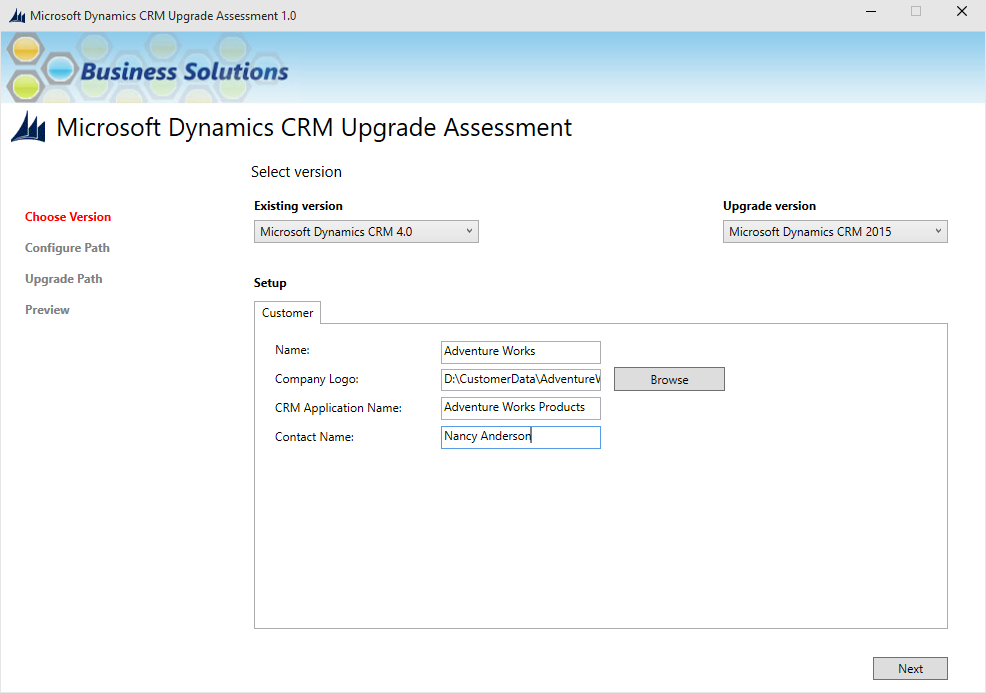 Microsoft Dynamics CRM Upgrade Assessment 1.0
Business Solutions
Microsoft Dynamics CRM Upgrade Assessment
Select version
Existing version
Upgrade version
Microsoft Dynamics CRM 4.0
Microsoft Dynamics CRM 2015
Choose Version
Configure Path
Upgrade Path
Preview
Setup
Customer
Name: Adventure Works
Company Logo: D:\CustomerData\AdventureW Browse
CRM Application Name: Adventure Works Products
Contact Name: Nancy Anderson
Next